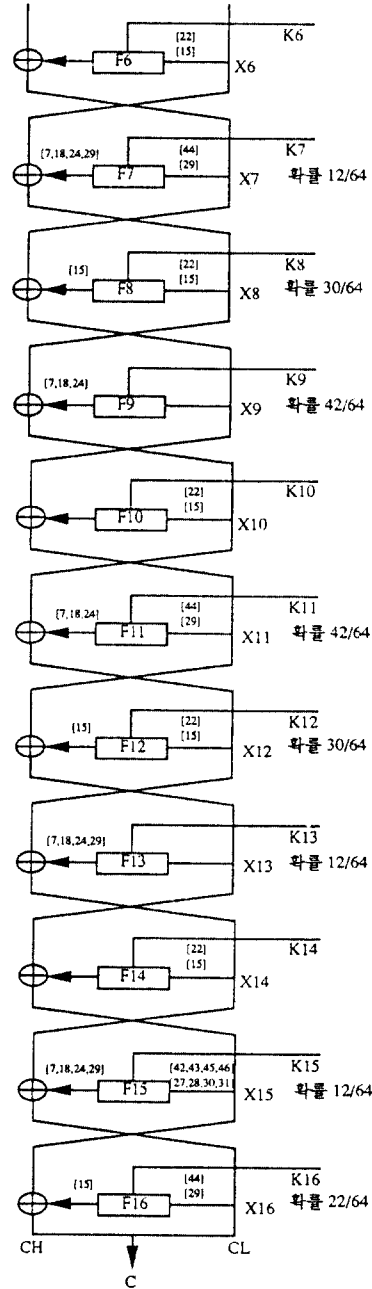 K6
[22]
F6
[15]
X6
K7
[7,18,24,29]
[44]
F7
[29]
X7 확률 12/64
K8
[15]
[22]
F8
[15]
X8 확률 30/64
K9
[7,18,24]
F9
X9 확률 42/64
K10
[22]
F10
[15]
X10
K11
[7,18,24]
[44]
F11
[29]
X11 확률 42/64
K12
[15]
[22]
F12
[15]
X12 확률 30/64
K13
[7,18,24,29]
F13
X13 확률 12/64
K14
[22]
F14
[15]
X14
K15
[7,18,24,29]
[42,43,45,46]
F15
[27,28,30,31]
X15 확률 12/64
K16
[15]
[44]
F16
[29]
X16 확률 22/64
CH CL
C